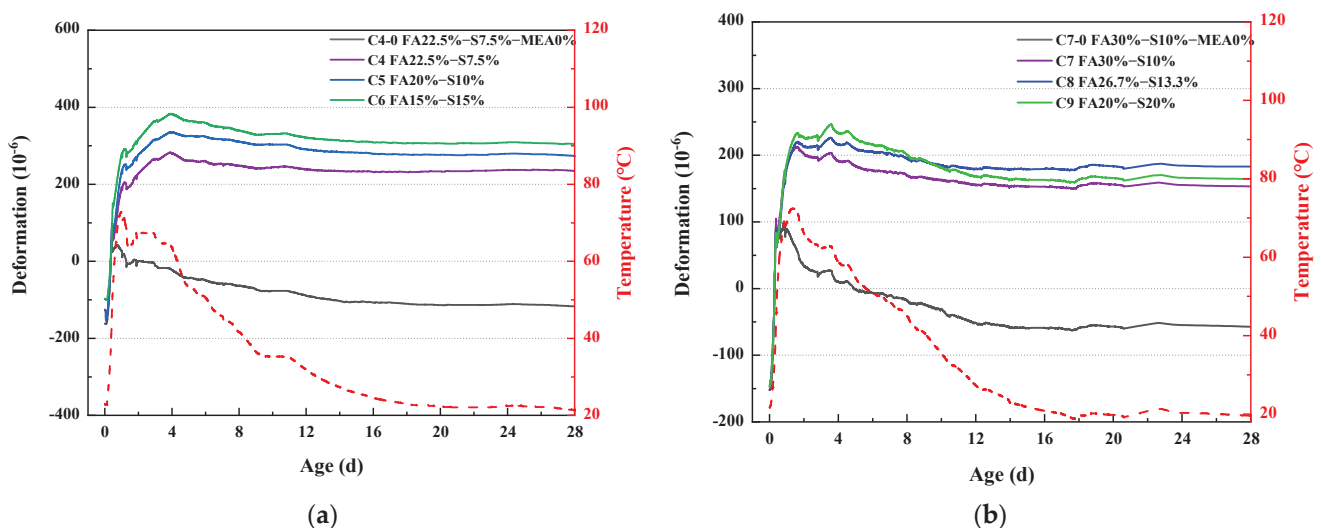 600
400
200
0
-200
-400
Deformation (10⁻⁶)
C4-0 FA22.5%−S7.5%−MEA0%
C4 FA22.5%−S7.5%
C5 FA20%−S10%
C6 FA15%−S15%
120
100
80
60
40
20
Temperature (°C)
0 4 8 12 16 20 24 28
Age (d)
(a)
400
300
200
100
0
-100
-200
Deformation (10⁻⁶)
C7-0 FA30%−S10%−MEA0%
C7 FA30%−S10%
C8 FA26.7%−S13.3%
C9 FA20%−S20%
120
100
80
60
40
20
Temperature (°C)
0 4 8 12 16 20 24 28
Age (d)
(b)